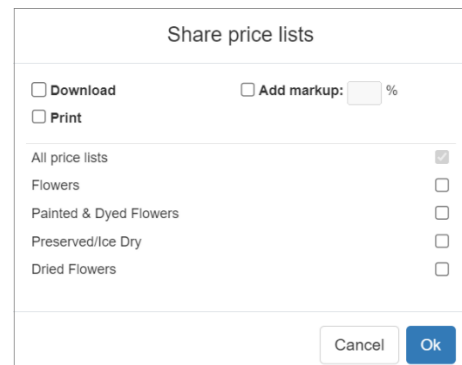 Share price lists
Download
Add markup: %
Print
All price lists
Flowers
Painted & Dyed Flowers
Preserved/Ice Dry
Dried Flowers
Cancel Ok